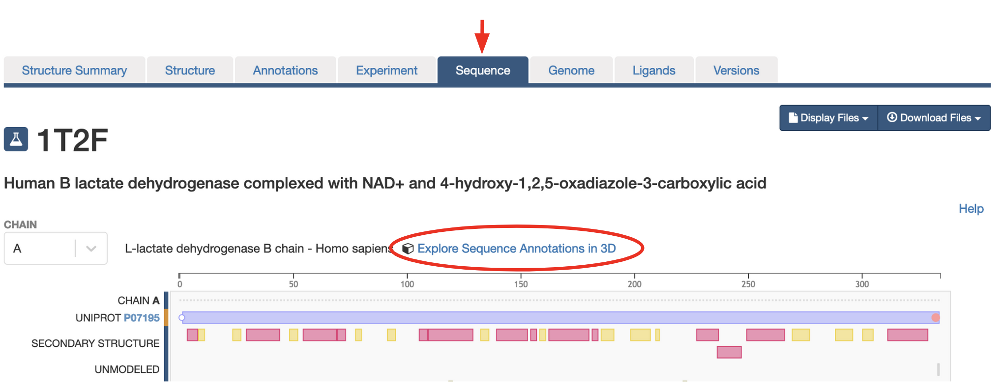 Structure Summary Structure Annotations Experiment Sequence Genome Ligands Versions
Display Files Download Files
1T2F
Human B lactate dehydrogenase complexed with NAD+ and 4-hydroxy-1,2,5-oxadiazole-3-carboxylic acid
Help
CHAIN
A L-lactate dehydrogenase B chain - Homo sapiens Explore Sequence Annotations in 3D
0 50 100 150 200 250 300
CHAIN A
UNIPROT P07195
SECONDARY STRUCTURE
UNMODELED